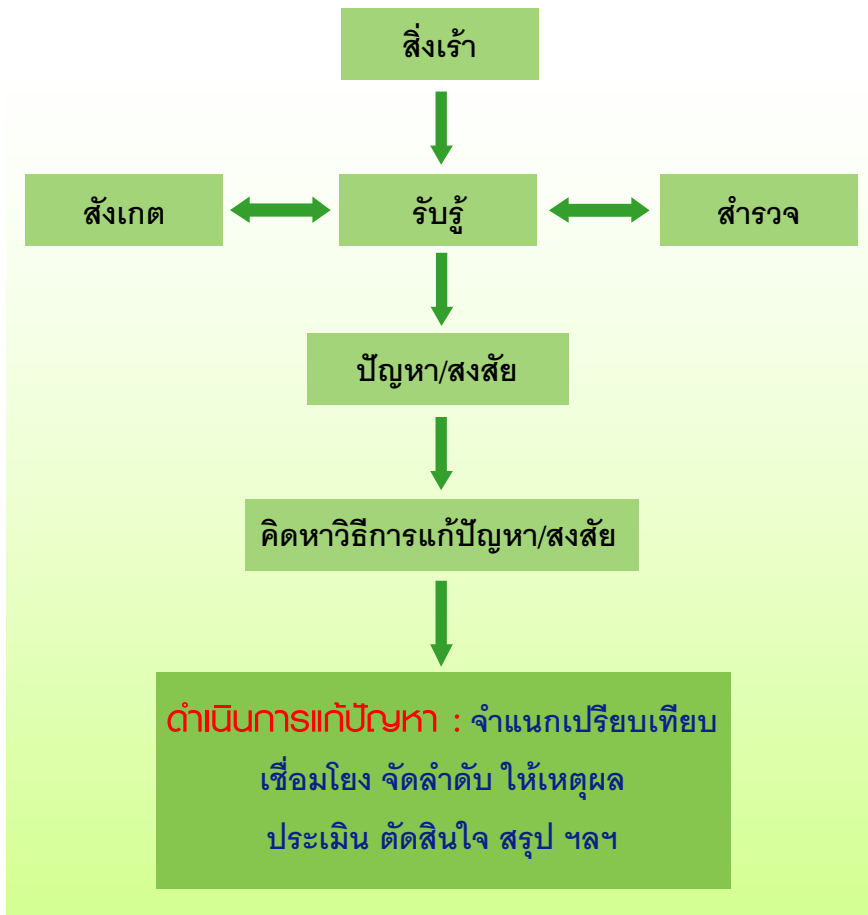 สิ่งเร้า
สังเกต
รับรู้
สำรวจ
ปัญหา/สงสัย
คิดหาวิธีการแก้ปัญหา/สงสัย
ดำเนินการแก้ปัญหา : จำแนกเปรียบเทียบ
เชื่อมโยง จัดลำดับ ให้เหตุผล
ประเมิน ตัดสินใจ สรุป ฯลฯ